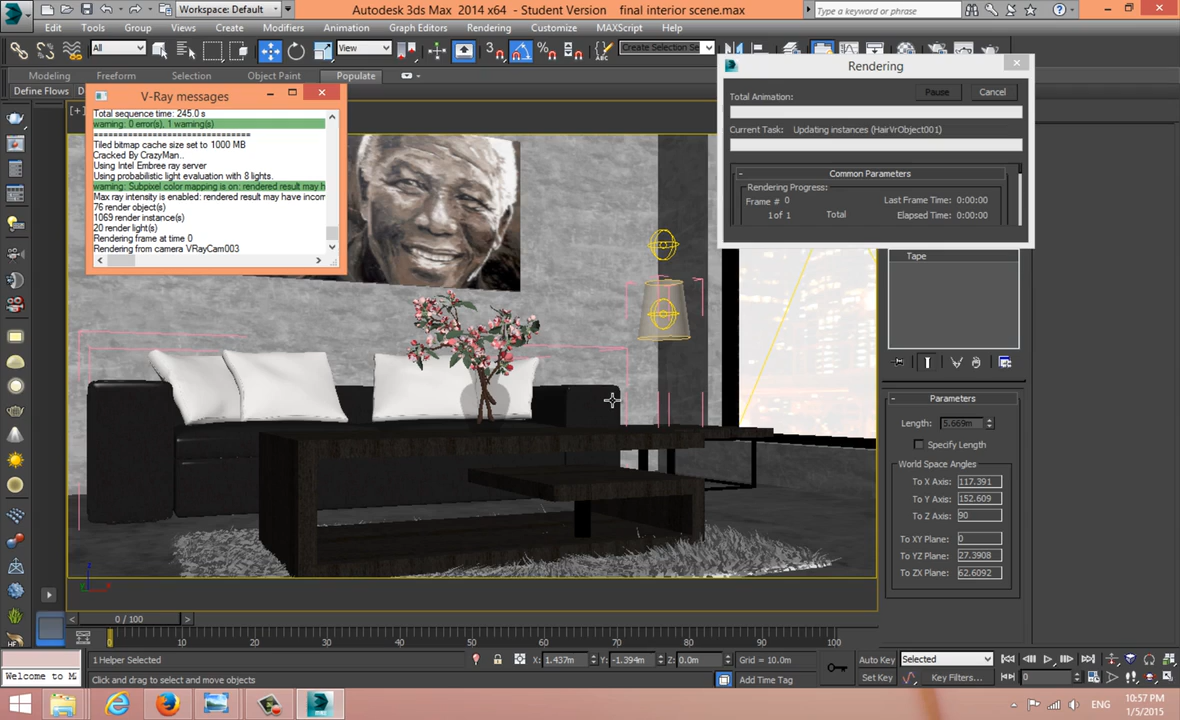 Workspace: Default
Autodesk 3ds Max 2014 x64 - Student Version final interior scene.max
Type a keyword or phrase
Edit Tools Group Views Create Modifiers Animation Graph Editors Rendering Customize MAXScript Help
All View Create Selection Se
Modeling Freeform Selection Object Paint Populate
Define Flows
V-Ray messages
Total sequence time: 245.0 s
warning: 0 error(s), 1 warning(s)
==============================
Tiled bitmap cache size set to 1000 MB
Cracked By CrazyMan..
Using Intel Embree ray server
Using probabilistic light evaluation with 8 lights.
warning: Subpixel color mapping is on: rendered result may h
Max ray intensity is enabled: rendered result may have incorr
76 render object(s)
1069 render instance(s)
20 render light(s)
Rendering frame at time 0
Rendering from camera VRayCam003
Rendering
Total Animation: Pause Cancel
Current Task: Updating instances (HairVrObject001)
Common Parameters
Rendering Progress:
Frame # 0 Last Frame Time: 0:00:00
1 of 1 Total Elapsed Time: 0:00:00
Tape
Parameters
Length: 5.669m
Specify Length
World Space Angles
To X Axis: 117.391
To Y Axis: 152.609
To Z Axis: 90
To XY Plane: 0
To YZ Plane: 27.3908
To ZX Plane: 62.6092
0 / 100
0 10 20 30 40 50 60 70 80 90 100
1 Helper Selected X: 1.437m Y: -1.394m Z: 0.0m Grid = 10.0m Auto Key Selected
Welcome to M Click and drag to select and move objects Add Time Tag Set Key Key Filters... 0
ENG
10:57 PM
1/5/2015